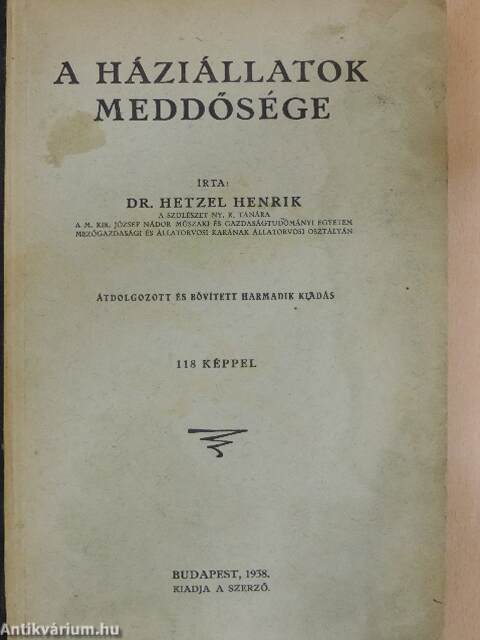 A HÁZIÁLLATOK
MEDDŐSÉGE
IRTA:
DR. HETZEL HENRIK
A SZÜLÉSZET NY. R. TANÁRA
A M. KIR. JÓZSEF NÁDOR MŰSZAKI ÉS GAZDASÁGTUDOMÁNYI EGYETEM
MEZŐGAZDASÁGI ÉS ÁLLATORVOSI KARÁNAK ÁLLATORVOSI OSZTÁLYÁN
ÁTDOLGOZOTT ÉS BŐVÍTETT HARMADIK KIADÁS
118 KÉPPEL
BUDAPEST, 1938.
KIADJA A SZERZŐ.
Antikvárium.hu